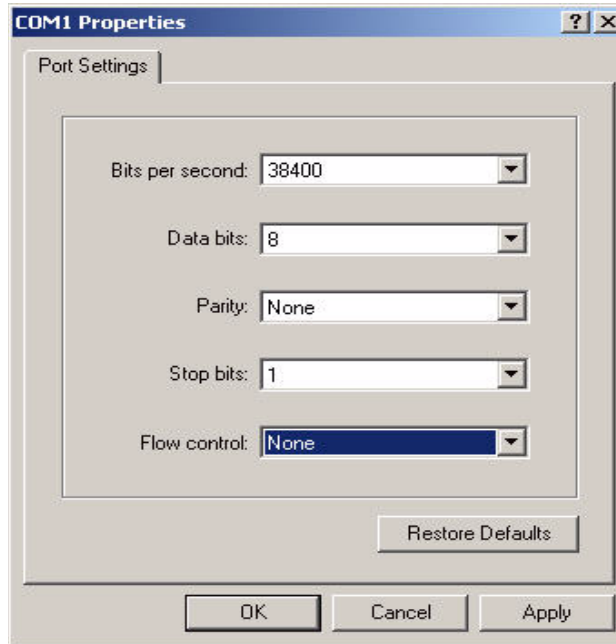 COM1 Properties
Port Settings
Bits per second: 38400
Data bits: 8
Parity: None
Stop bits: 1
Flow control: None
Restore Defaults
OK Cancel Apply